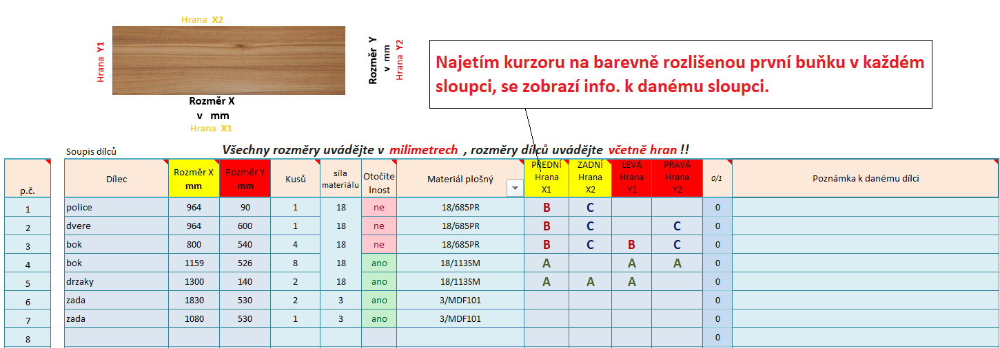 Hrana X2
Hrana Y1
Rozměr Y
v mm
Hrana Y2
Rozměr X
v mm
Hrana X1
Najetím kurzoru na barevně rozlišenou první buňku v každém
sloupci, se zobrazí info. k danému sloupci.
Soupis dílců
Všechny rozměry uvádějte v milimetrech , rozměry dílců uvádějte včetně hran !!
p.č. Dílec Rozměr X mm Rozměr Y mm Kusů síla materiálu Otočite lnost Materiál plošný PŘEDNÍ Hrana X1 ZADNÍ Hrana X2 LEVÁ Hrana Y1 PRAVÁ Hrana Y2 0/1 Poznámka k danému dílci
1 police 964 90 1 18 ne 18/685PR B C 0
2 dvere 964 600 1 18 ne 18/685PR B C C 0
3 bok 800 540 4 18 ne 18/685PR B C B C 0
4 bok 1159 526 8 18 ano 18/113SM A A A 0
5 drzaky 1300 140 2 18 ano 18/113SM A A A 0
6 zada 1830 530 2 3 ano 3/MDF101 0
7 zada 1080 530 1 3 ano 3/MDF101 0
8 0